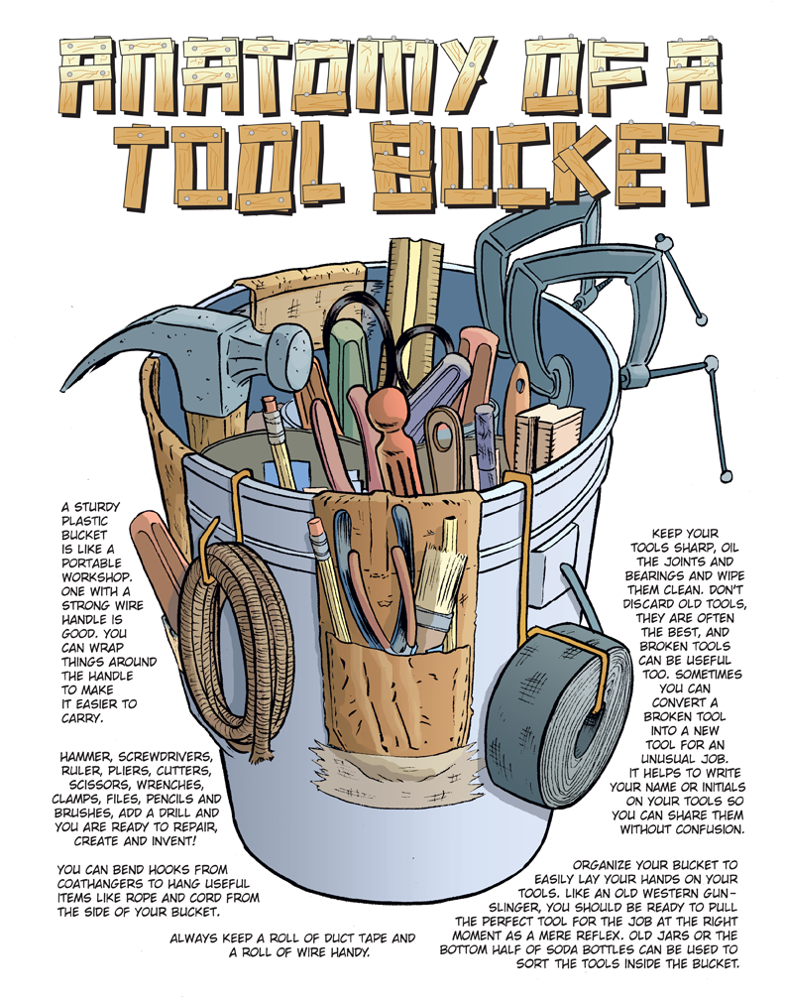 ANATOMY OF A
TOOL BUCKET
A STURDY
PLASTIC
BUCKET
IS LIKE A
PORTABLE
WORKSHOP.
ONE WITH A
STRONG WIRE
HANDLE IS
GOOD. YOU
CAN WRAP
THINGS AROUND
THE HANDLE
TO MAKE
IT EASIER TO
CARRY.
HAMMER, SCREWDRIVERS,
RULER, PLIERS, CUTTERS,
SCISSORS, WRENCHES,
CLAMPS, FILES, PENCILS AND
BRUSHES, ADD A DRILL AND
YOU ARE READY TO REPAIR,
CREATE AND INVENT!
YOU CAN BEND HOOKS FROM
COATHANGERS TO HANG USEFUL
ITEMS LIKE ROPE AND CORD FROM
THE SIDE OF YOUR BUCKET.
ALWAYS KEEP A ROLL OF DUCT TAPE AND
A ROLL OF WIRE HANDY.
KEEP YOUR
TOOLS SHARP, OIL
THE JOINTS AND
BEARINGS AND WIPE
THEM CLEAN. DON'T
DISCARD OLD TOOLS,
THEY ARE OFTEN
THE BEST, AND
BROKEN TOOLS
CAN BE USEFUL
TOO. SOMETIMES
YOU CAN
CONVERT A
BROKEN TOOL
INTO A NEW
TOOL FOR AN
UNUSUAL JOB.
IT HELPS TO WRITE
YOUR NAME OR INITIALS
ON YOUR TOOLS SO
YOU CAN SHARE THEM
WITHOUT CONFUSION.
ORGANIZE YOUR BUCKET TO
EASILY LAY YOUR HANDS ON YOUR
TOOLS. LIKE AN OLD WESTERN GUN-
SLINGER, YOU SHOULD BE READY TO PULL
THE PERFECT TOOL FOR THE JOB AT THE RIGHT
MOMENT AS A MERE REFLEX. OLD JARS OR THE
BOTTOM HALF OF SODA BOTTLES CAN BE USED TO
SORT THE TOOLS INSIDE THE BUCKET.